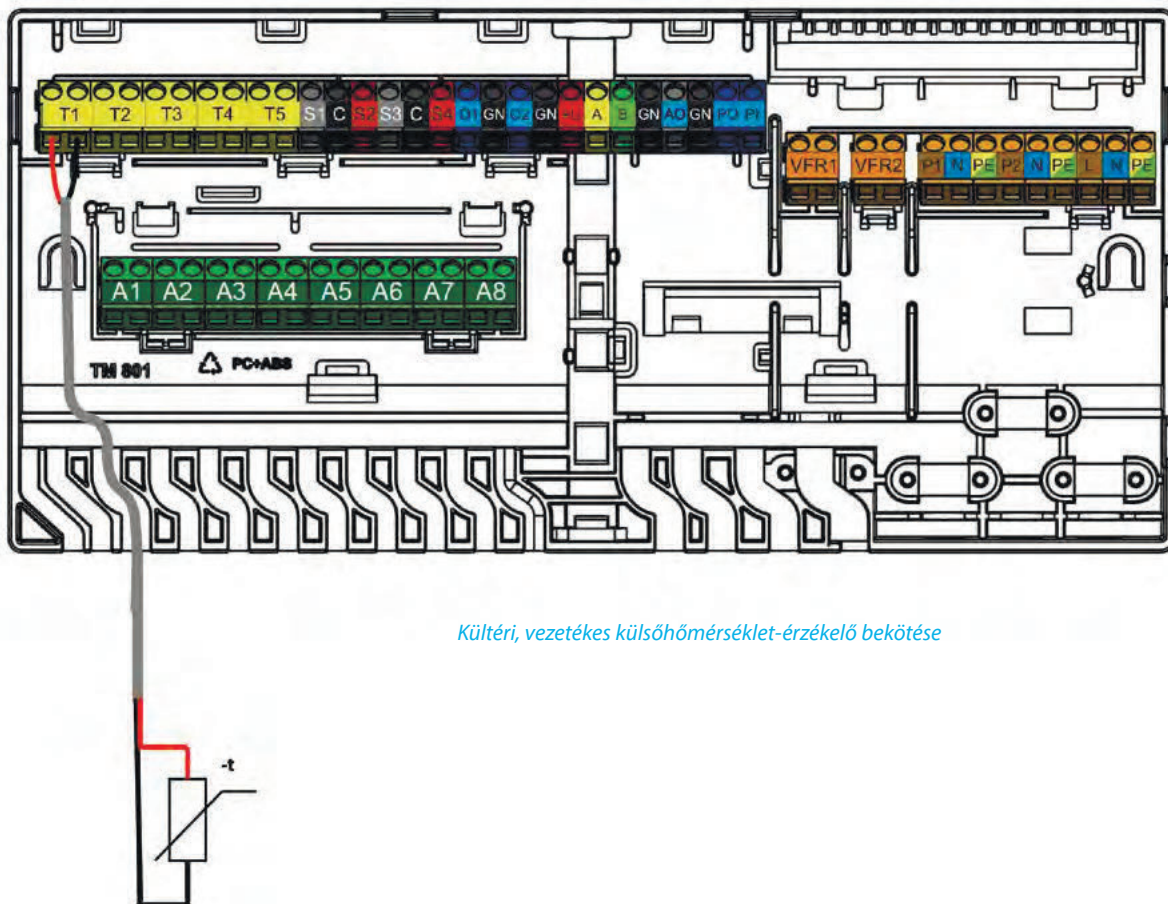 T1 T2 T3 T4 T5 S1 C S2 S3 C S4 D1 GN D2 GN A B GN AO GN PO PI
VFR1 VFR2 P1 N PE P2 N PE L N PE
A1 A2 A3 A4 A5 A6 A7 A8
TM 801 PC+ABS
Kültéri, vezetékes külsőhőmérséklet-érzékelő bekötése
-t